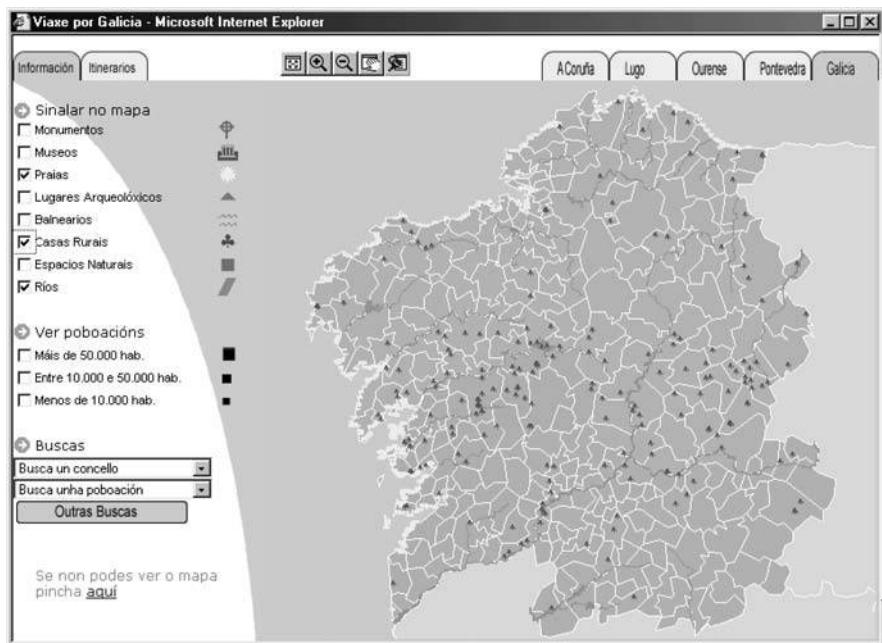 Viaxe por Galicia - Microsoft Internet Explorer
Información Itinerarios A Coruña Lugo Ourense Pontevedra Galicia
Sinalar no mapa
Monumentos
Museos
Praias
Lugares Arqueolóxicos
Balnearios
Casas Rurais
Espacios Naturais
Ríos
Ver poboacións
Máis de 50.000 hab.
Entre 10.000 e 50.000 hab.
Menos de 10.000 hab.
Buscas
Busca un concello
Busca unha poboación
Outras Buscas
Se non podes ver o mapa
pincha aquí